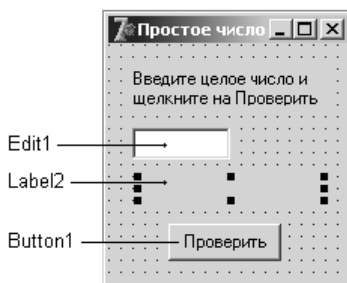 Простое число
Введите целое число и
щелкните на Проверить
Edit1
Label2
Button1
Проверить